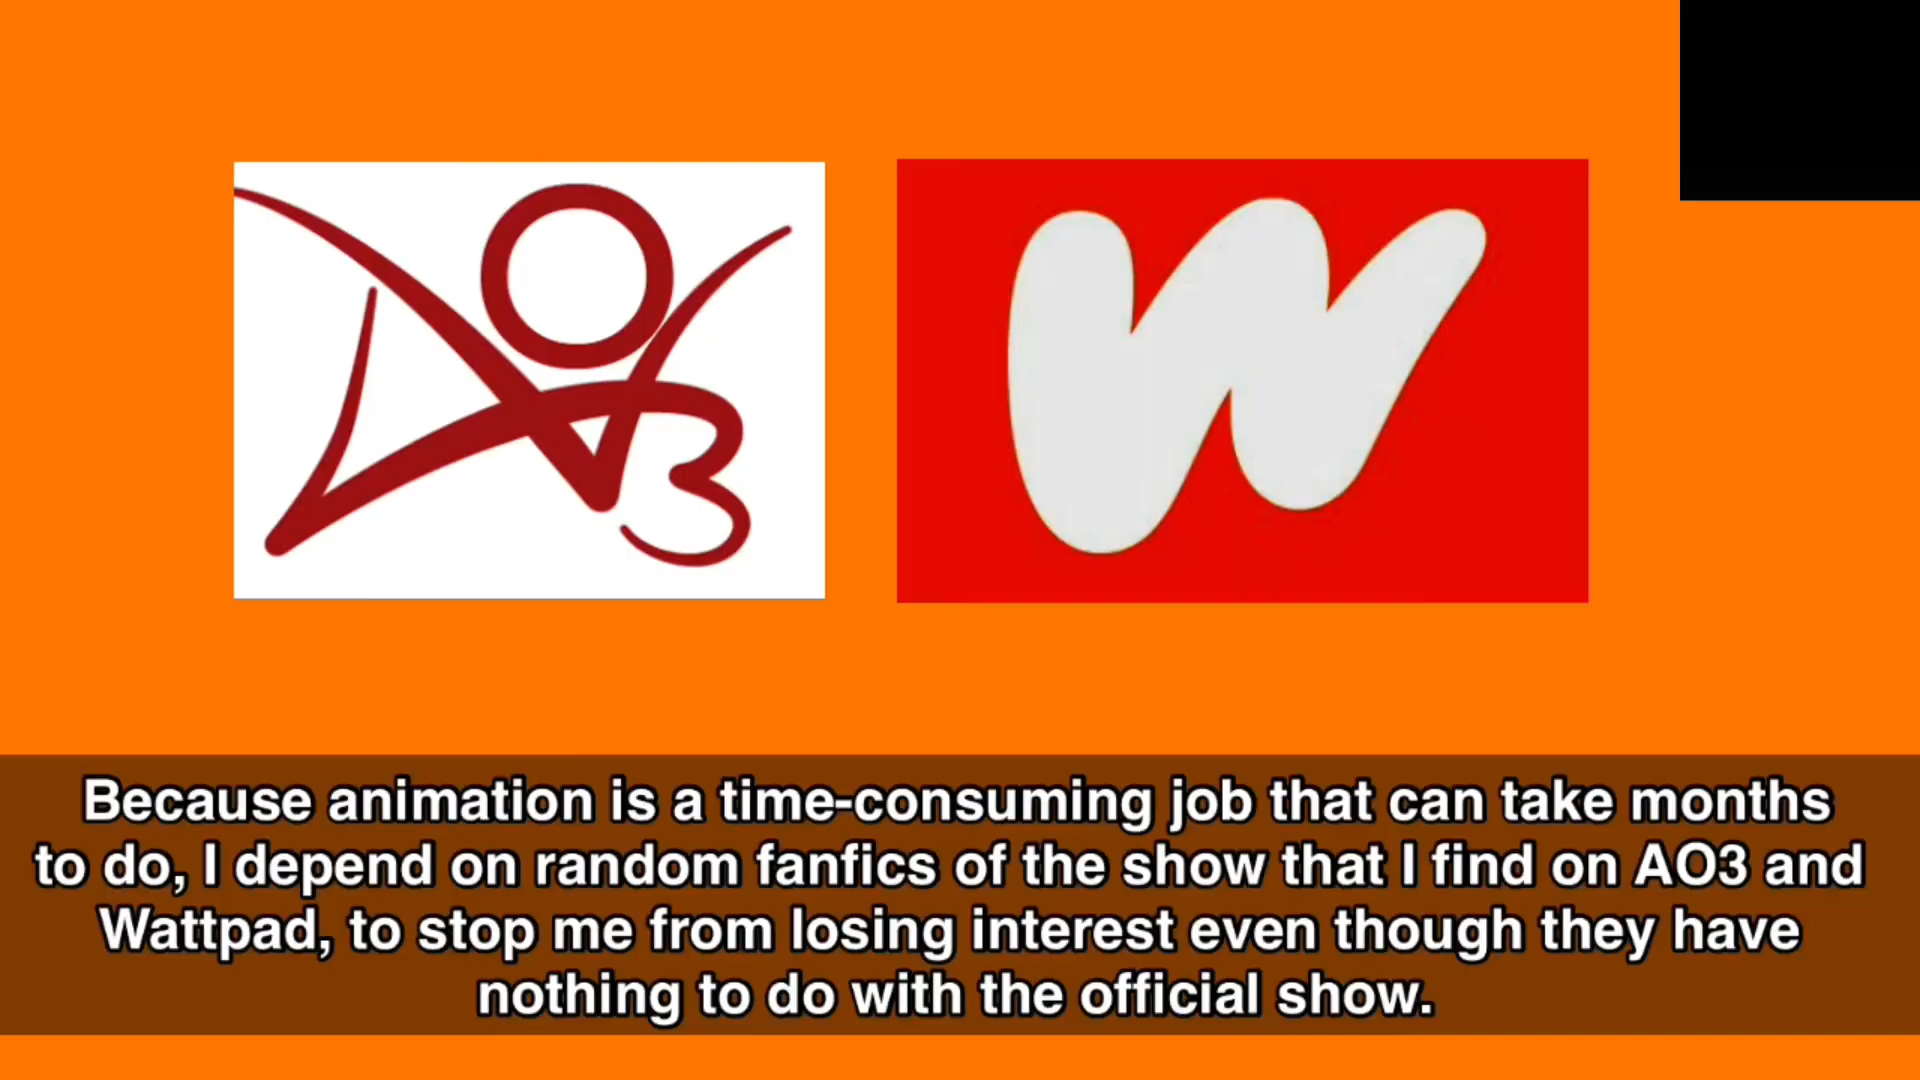 AO3
Because animation is a time-consuming job that can take months
to do, I depend on random fanfics of the show that I find on AO3 and
Wattpad, to stop me from losing interest even though they have
nothing to do with the official show.